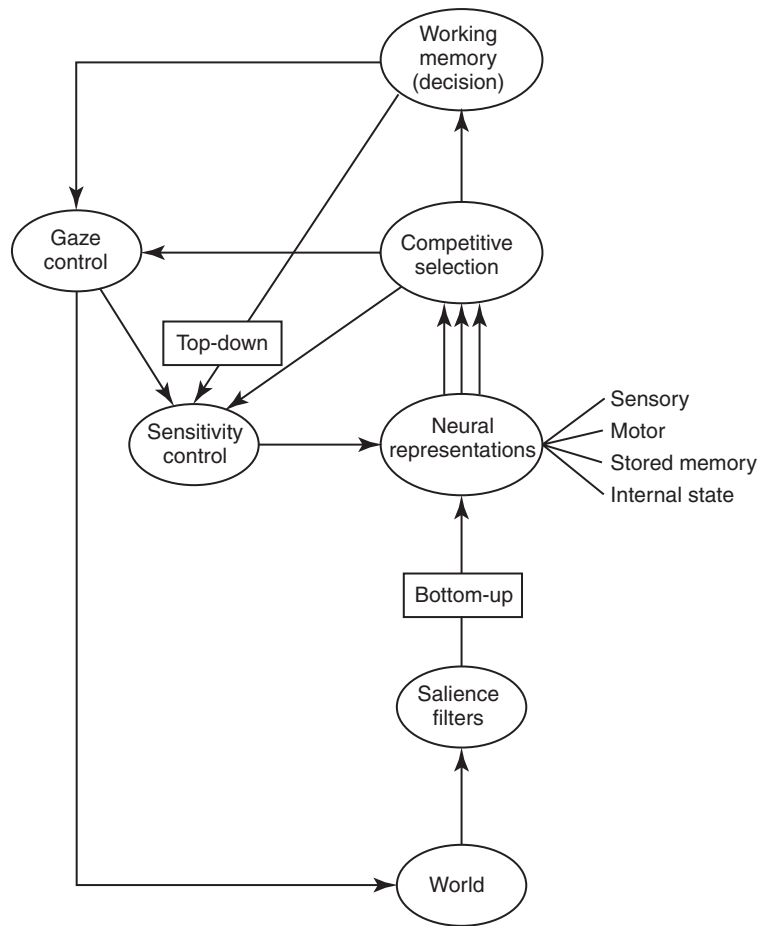 Working
memory
(decision)
Gaze
control
Competitive
selection
Top-down
Sensitivity
control
Neural
representations
Sensory
Motor
Stored memory
Internal state
Bottom-up
Salience
filters
World